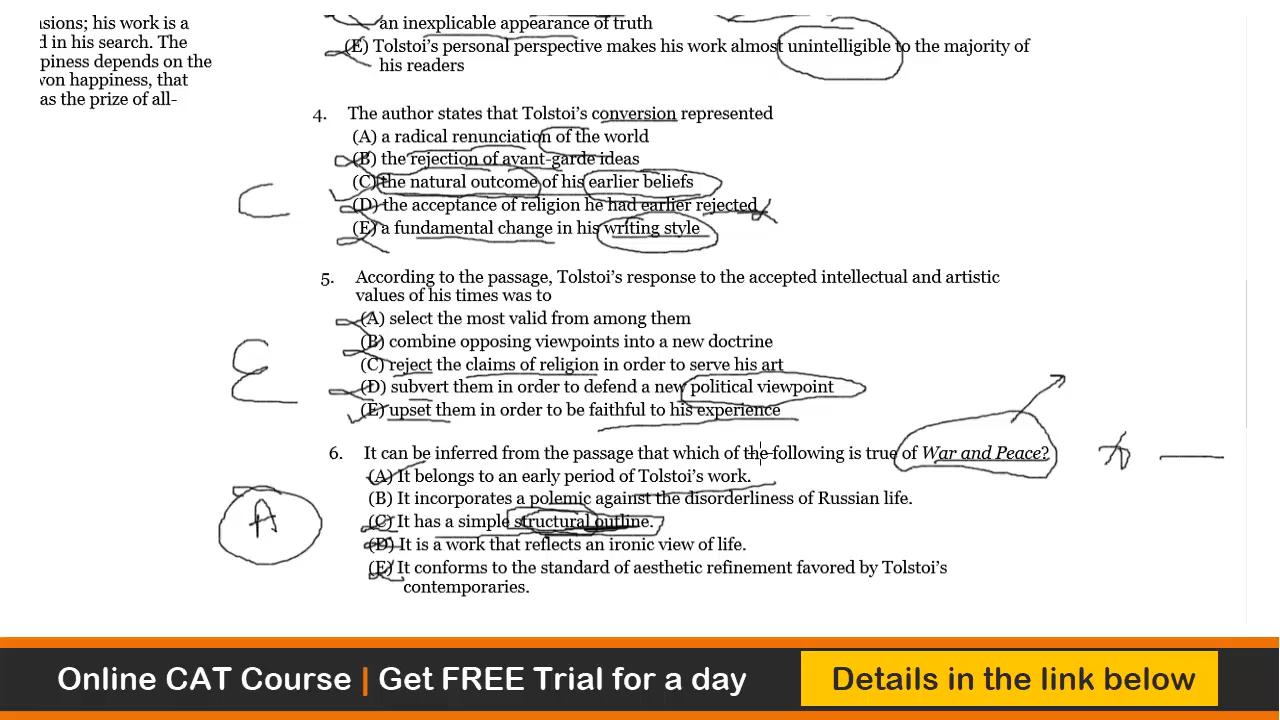 sions; his work is a
d in his search. The
piness depends on the
von happiness, that
as the prize of all-
an inexplicable appearance of truth
(E) Tolstoi's personal perspective makes his work almost unintelligible to the majority of
his readers
4. The author states that Tolstoi's conversion represented
(A) a radical renunciation of the world
(B) the rejection of avant-garde ideas
(C) the natural outcome of his earlier beliefs
(D) the acceptance of religion he had earlier rejected
(E) a fundamental change in his writing style
C
5. According to the passage, Tolstoi's response to the accepted intellectual and artistic
values of his times was to
(A) select the most valid from among them
(B) combine opposing viewpoints into a new doctrine
(C) reject the claims of religion in order to serve his art
(D) subvert them in order to defend a new political viewpoint
(E) upset them in order to be faithful to his experience
E
6. It can be inferred from the passage that which of the following is true of War and Peace?
(A) It belongs to an early period of Tolstoi's work.
(B) It incorporates a polemic against the disorderliness of Russian life.
(C) It has a simple structural outline.
(D) It is a work that reflects an ironic view of life.
(E) It conforms to the standard of aesthetic refinement favored by Tolstoi's
contemporaries.
A
Online CAT Course | Get FREE Trial for a day
Details in the link below